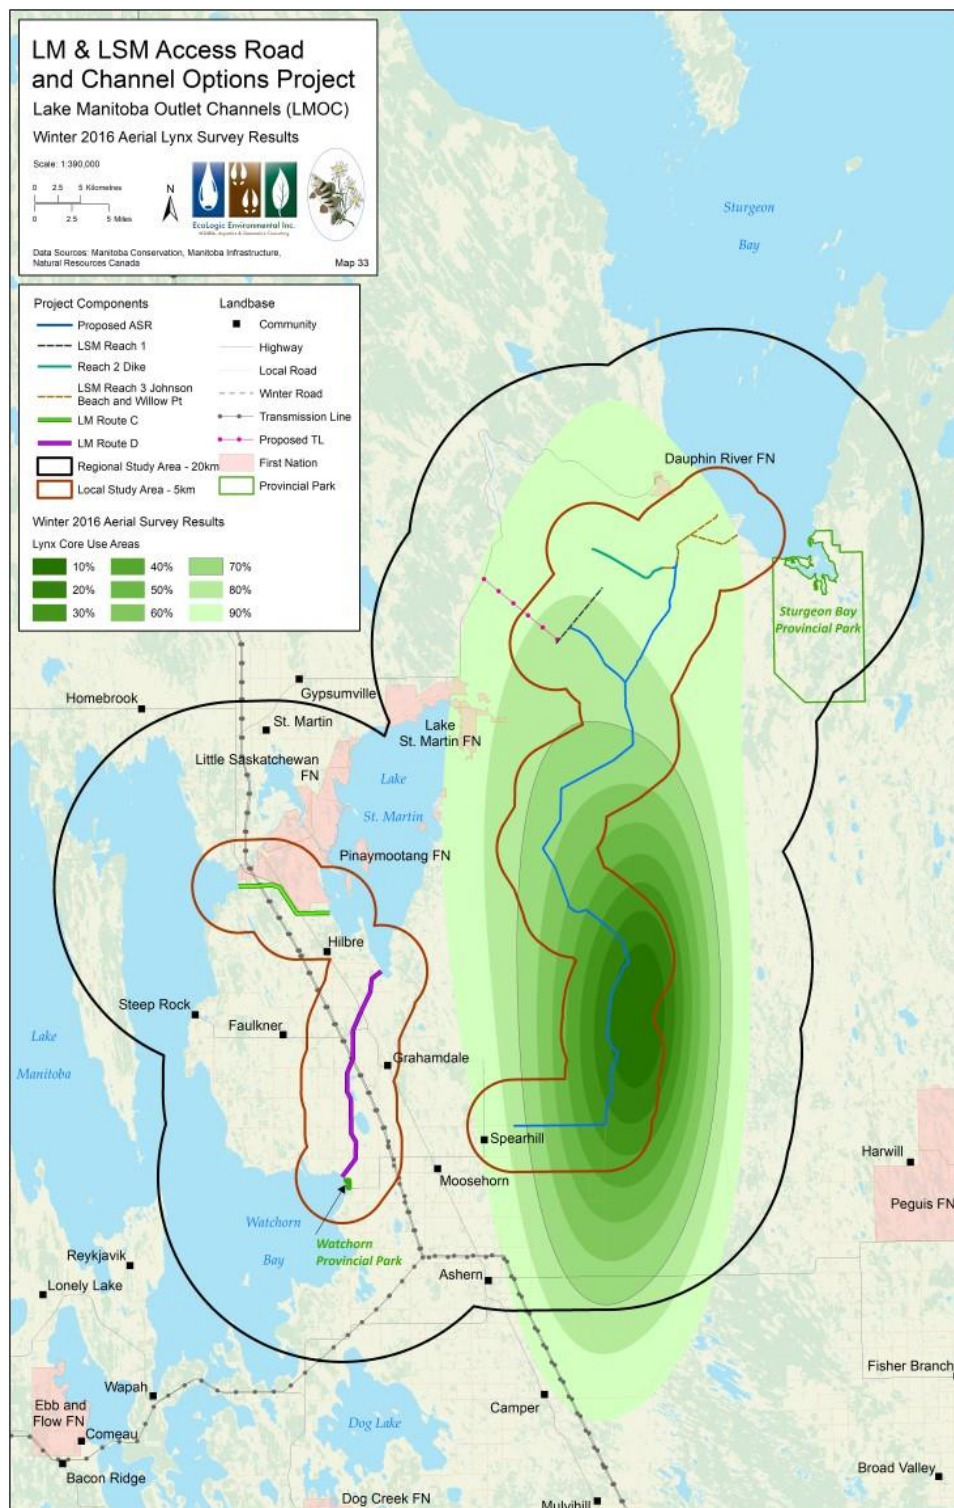 LM & LSM Access Road
and Channel Options Project
Lake Manitoba Outlet Channels (LMOC)
Winter 2016 Aerial Lynx Survey Results
Scale: 1:390,000
0 2.5 5 Kilometres
0 2.5 5 Miles
N
EcoLogic Environmental Inc.
Data Sources: Manitoba Conservation, Manitoba Infrastructure,
Natural Resources Canada
Map 33
Project Components
Proposed ASR
LSM Reach 1
Reach 2 Dike
LSM Reach 3 Johnson
Beach and Willow Pt
LM Route C
LM Route D
Regional Study Area - 20km
Local Study Area - 5km
Landbase
Community
Highway
Local Road
Winter Road
Transmission Line
Proposed TL
First Nation
Provincial Park
Winter 2016 Aerial Survey Results
Lynx Core Use Areas
10% 40% 70%
20% 50% 80%
30% 60% 90%
Sturgeon
Bay
Dauphin River FN
Sturgeon Bay
Provincial Park
Gypsumville
Homebrook
St. Martin
Lake
St. Martin FN
Little Saskatchewan
FN
Lake
St. Martin
Pinaymootang FN
Hilbre
Steep Rock
Faulkner
Lake
Manitoba
Grahamdale
Spearhill
Harwill
Moosehorn
Peguis FN
Watchorn
Bay
Watchorn
Provincial Park
Reykjavik
Ashern
Lonely Lake
Fisher Branch
Wapah
Ebb and
Flow FN
Camper
Dog Lake
Comeau
Broad Valley
Bacon Ridge
Dog Creek FN
Mulvihill